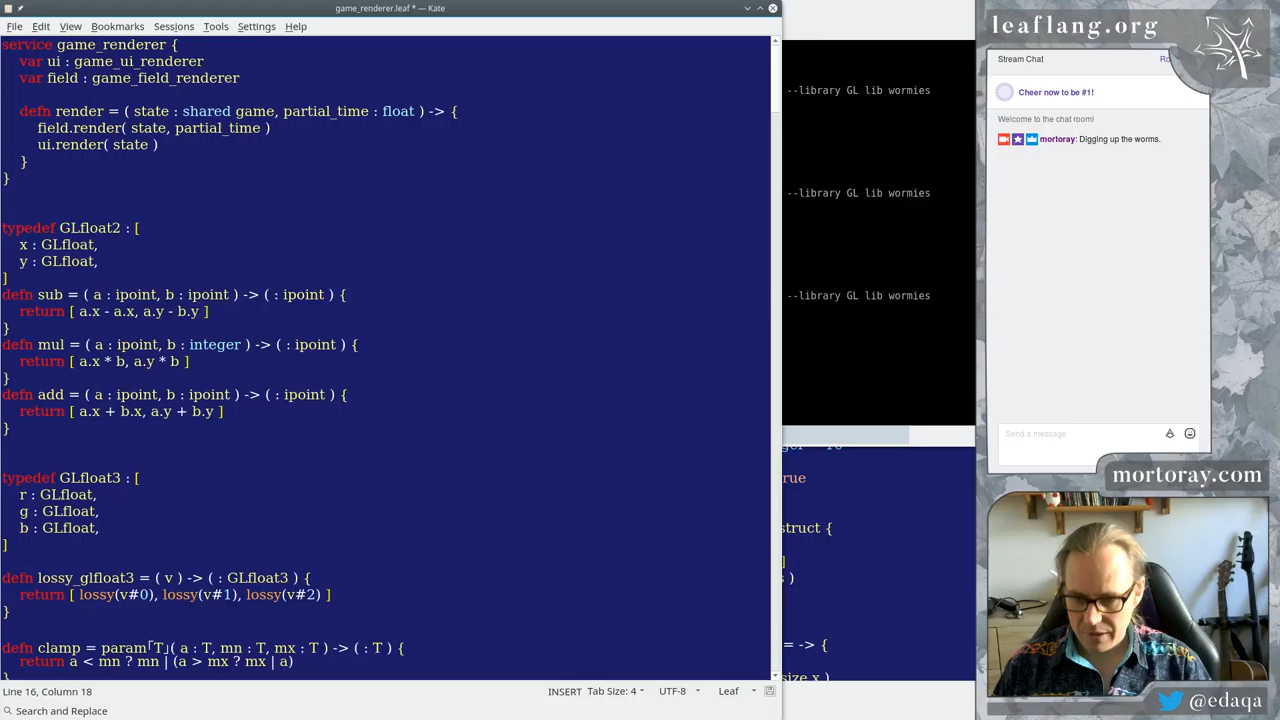 game_renderer.leaf * — Kate
File Edit View Bookmarks Sessions Tools Settings Help
service game_renderer {
var ui : game_ui_renderer
var field : game_field_renderer
defn render = ( state : shared game, partial_time : float ) -> {
field.render( state, partial_time )
ui.render( state )
}
}
typedef GLfloat2 : [
x : GLfloat,
y : GLfloat,
]
defn sub = ( a : ipoint, b : ipoint ) -> ( : ipoint ) {
return [ a.x - a.x, a.y - b.y ]
}
defn mul = ( a : ipoint, b : integer ) -> ( : ipoint ) {
return [ a.x * b, a.y * b ]
}
defn add = ( a : ipoint, b : ipoint ) -> ( : ipoint ) {
return [ a.x + b.x, a.y + b.y ]
}
typedef GLfloat3 : [
r : GLfloat,
g : GLfloat,
b : GLfloat,
]
defn lossy_glfloat3 = ( v ) -> ( : GLfloat3 ) {
return [ lossy(v#0), lossy(v#1), lossy(v#2) ]
}
defn clamp = param「T」( a : T, mn : T, mx : T ) -> ( : T ) {
return a < mn ? mn | (a > mx ? mx | a)
Line 16, Column 18
INSERT Tab Size: 4 UTF-8 Leaf
Search and Replace
--library GL lib wormies
--library GL lib wormies
--library GL lib wormies
rue
struct {
]
s )
=> {
size x )
leaflang.org
Stream Chat
Ro
Cheer now to be #1!
Welcome to the chat room!
mortoray: Digging up the worms.
Send a message
mortoray.com
@edaqa